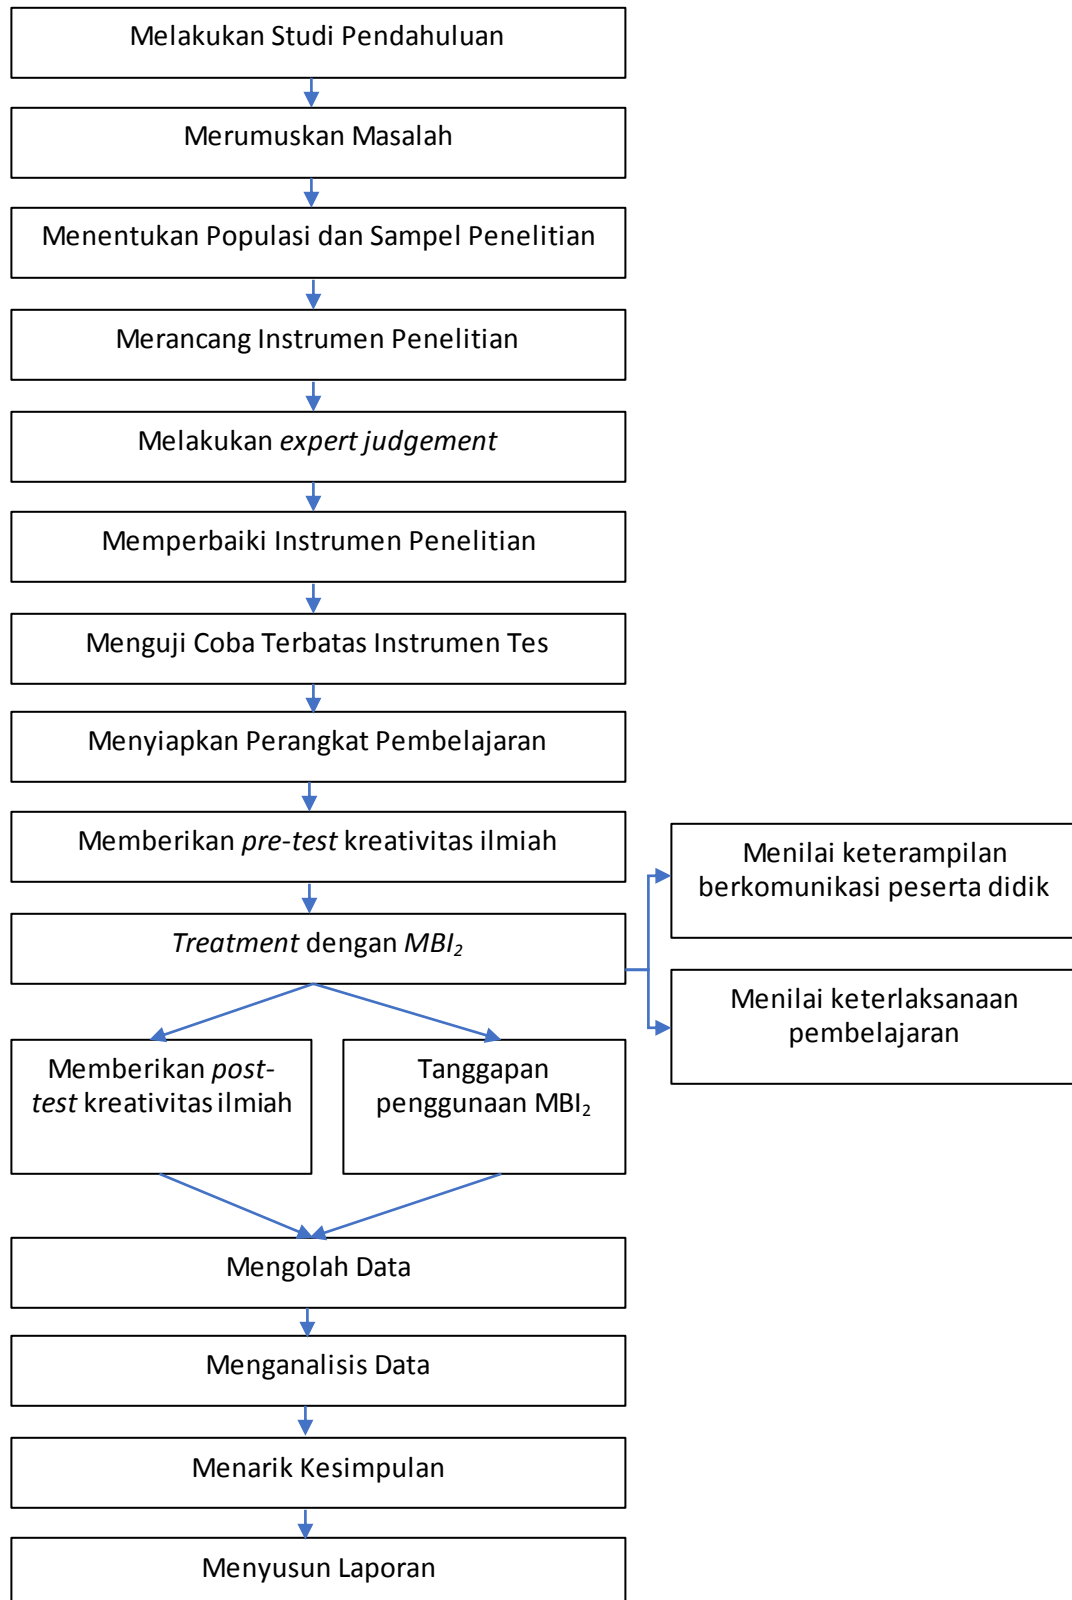 Melakukan Studi Pendahuluan
Merumuskan Masalah
Menentukan Populasi dan Sampel Penelitian
Merancang Instrumen Penelitian
Melakukan expert judgement
Memperbaiki Instrumen Penelitian
Menguji Coba Terbatas Instrumen Tes
Menyiapkan Perangkat Pembelajaran
Memberikan pre-test kreativitas ilmiah
Menilai keterampilan
berkomunikasi peserta didik
Treatment dengan MBI₂
Menilai keterlaksanaan
pembelajaran
Memberikan post-
test kreativitas ilmiah
Tanggapan
penggunaan MBI₂
Mengolah Data
Menganalisis Data
Menarik Kesimpulan
Menyusun Laporan